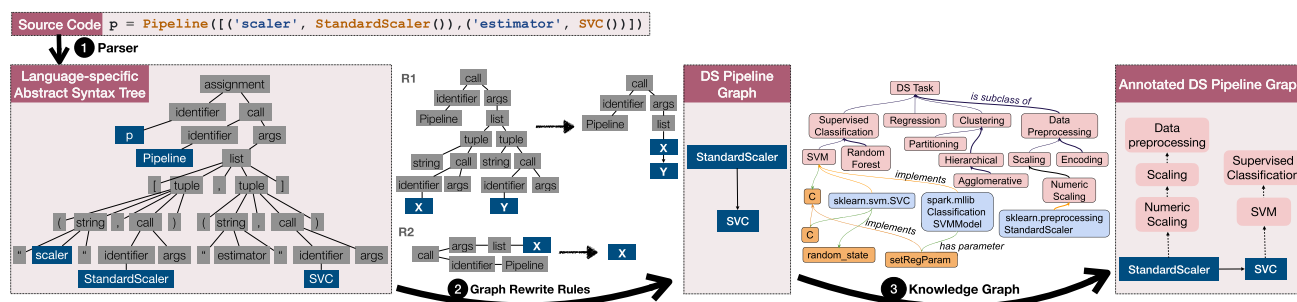 Source Code p = Pipeline([('scaler', StandardScaler()),('estimator', SVC())])
1 Parser
Language-specific
Abstract Syntax Tree
assignment
identifier call
p identifier args
Pipeline list
[ tuple , tuple ]
( string , call ) ( string , call )
" scaler " identifier args " estimator " identifier args
StandardScaler SVC
R1
call
identifier args
Pipeline list
tuple tuple
string call string call
identifier args identifier args
X Y
call
identifier args
Pipeline list
X
Y
R2
args list X
call
identifier Pipeline
X
2 Graph Rewrite Rules
DS Pipeline
Graph
StandardScaler
SVC
DS Task
is subclass of
Supervised
Classification
Regression Clustering
Data
Preprocessing
SVM
Random
Forest
Partitioning
Hierarchical
Agglomerative
Scaling Encoding
Numeric
Scaling
implements
C
sklearn.svm.SVC
spark.mllib
Classification
SVMModel
sklearn.preprocessing
StandardScaler
C
implements
has parameter
random_state
setRegParam
3 Knowledge Graph
Annotated DS Pipeline Graph
Data
preprocessing
Scaling
Numeric
Scaling
Supervised
Classification
SVM
StandardScaler SVC